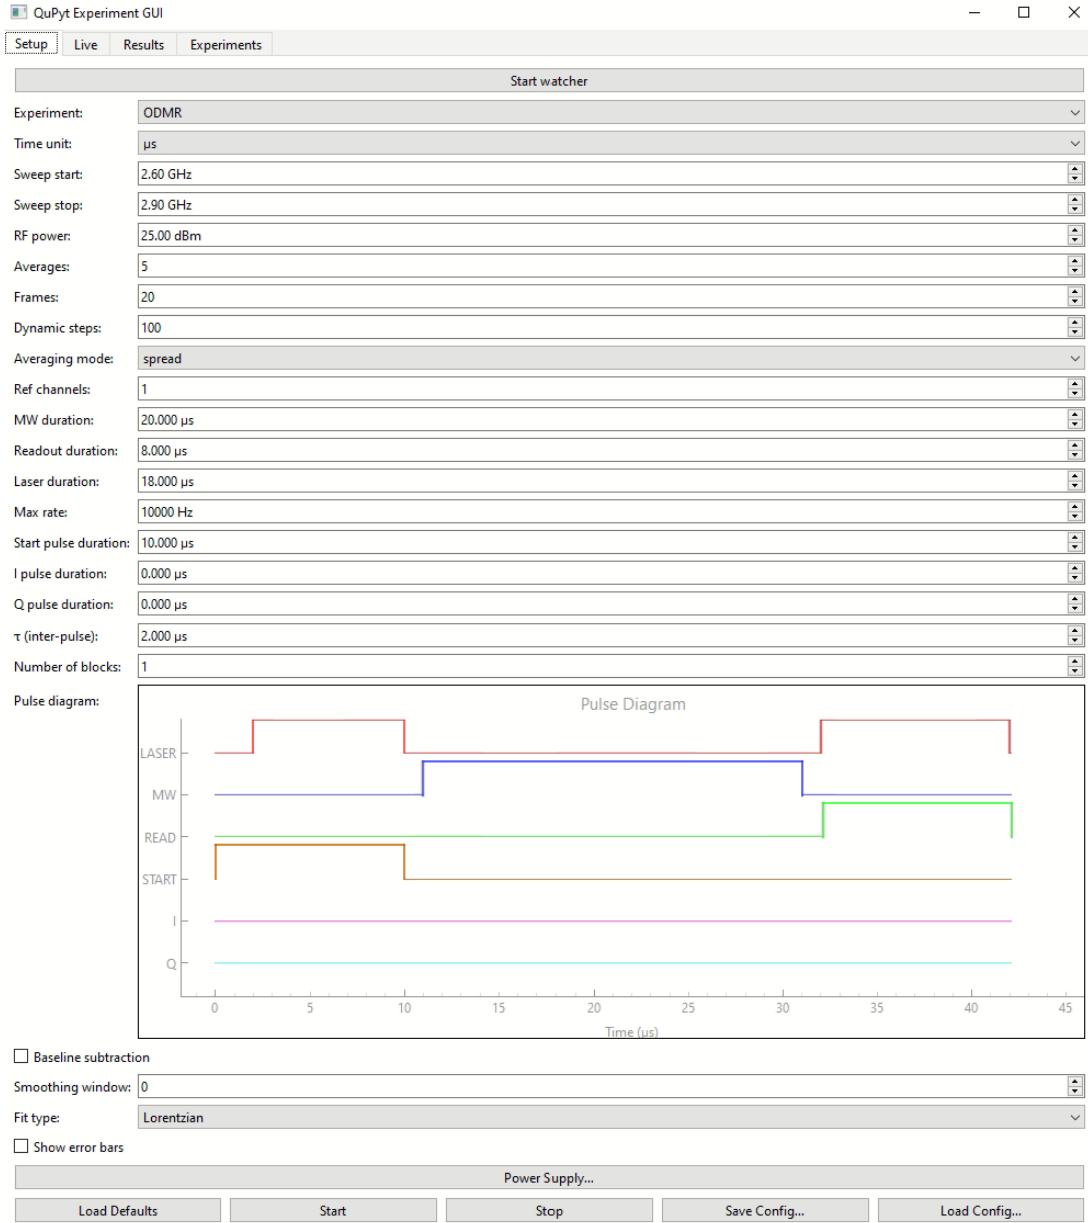 QuPyt Experiment GUI
Setup Live Results Experiments
Start watcher
Experiment: ODMR
Time unit: µs
Sweep start: 2.60 GHz
Sweep stop: 2.90 GHz
RF power: 25.00 dBm
Averages: 5
Frames: 20
Dynamic steps: 100
Averaging mode: spread
Ref channels: 1
MW duration: 20.000 µs
Readout duration: 8.000 µs
Laser duration: 18.000 µs
Max rate: 10000 Hz
Start pulse duration: 10.000 µs
I pulse duration: 0.000 µs
Q pulse duration: 0.000 µs
τ (inter-pulse): 2.000 µs
Number of blocks: 1
Pulse diagram:
Pulse Diagram
LASER
MW
READ
START
I
Q
0 5 10 15 20 25 30 35 40 45
Time (µs)
Baseline subtraction
Smoothing window: 0
Fit type: Lorentzian
Show error bars
Power Supply...
Load Defaults Start Stop Save Config... Load Config...